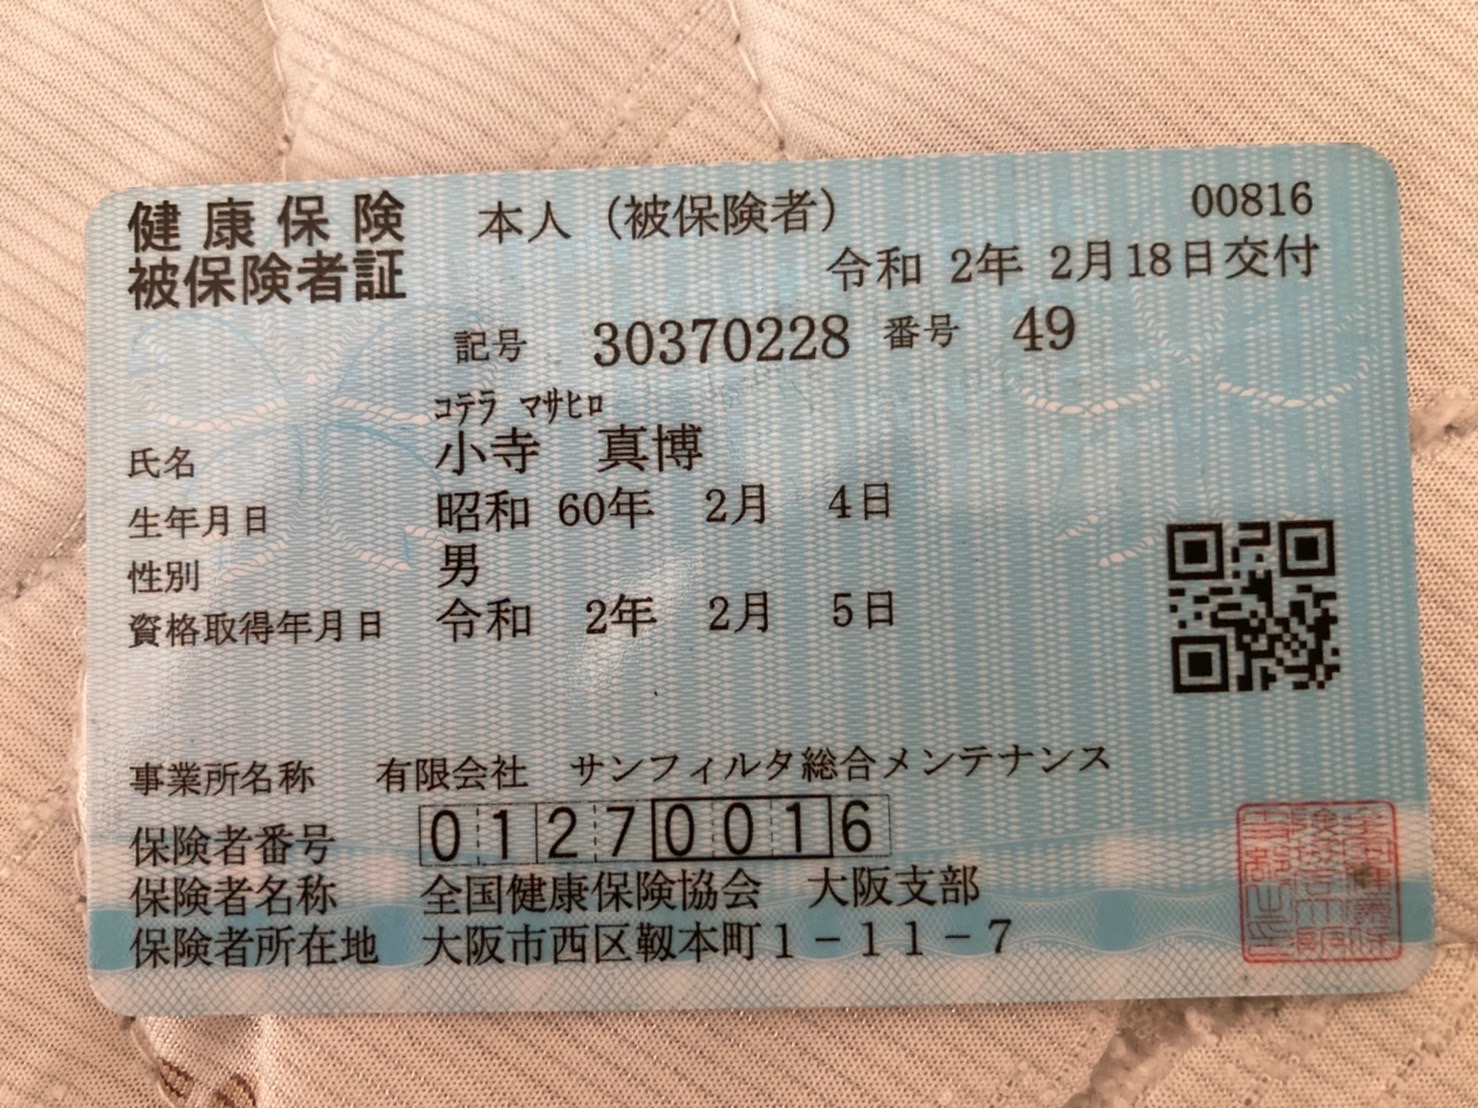 健康保険
被保険者証
本人（被保険者）
00816
令和 2年 2月18日交付
記号 30370228 番号 49
ｺﾃﾗ ﾏｻﾋﾛ
氏名 小寺 真博
生年月日 昭和 60年 2月 4日
性別 男
資格取得年月日 令和 2年 2月 5日
事業所名称 有限会社 サンフィルタ総合メンテナンス
保険者番号 01270016
保険者名称 全国健康保険協会 大阪支部
保険者所在地 大阪市西区靱本町1－11－7